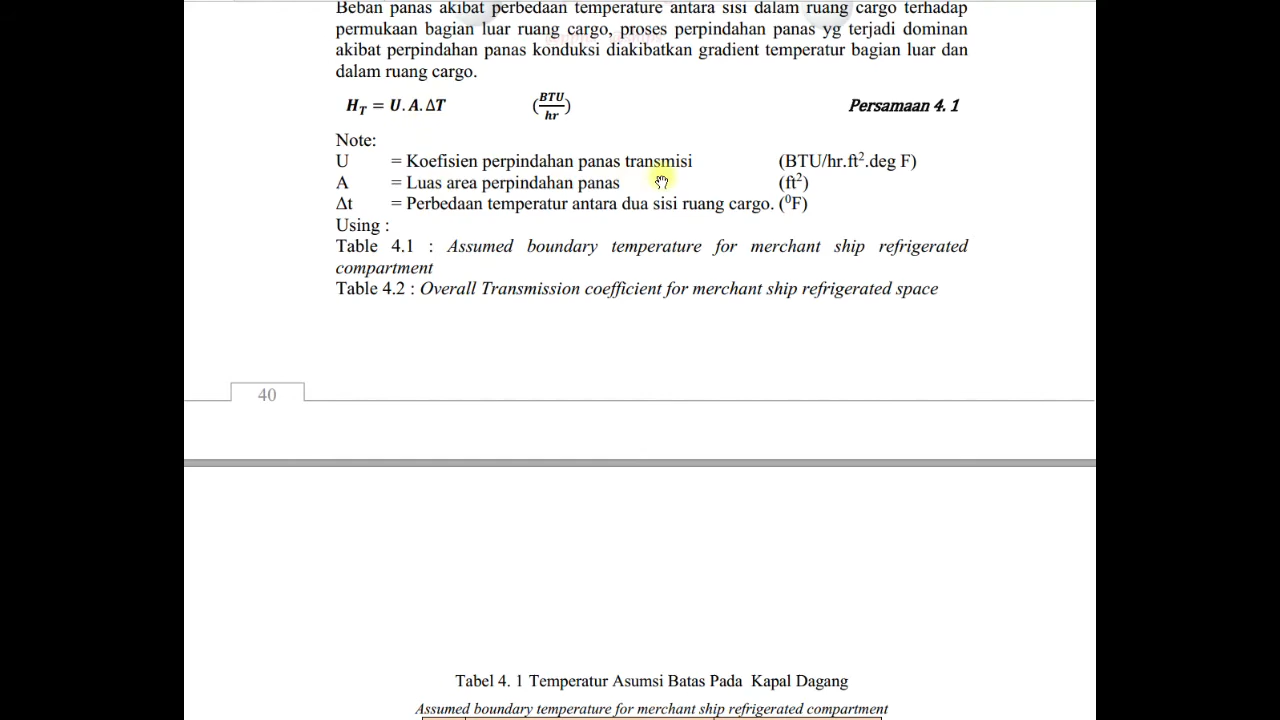 Beban panas akibat perbedaan temperature antara sisi dalam ruang cargo terhadap
permukaan bagian luar ruang cargo, proses perpindahan panas yg terjadi dominan
akibat perpindahan panas konduksi diakibatkan gradient temperatur bagian luar dan
dalam ruang cargo.
H_T = U. A. ΔT (BTU/hr) Persamaan 4. 1
Note:
U = Koefisien perpindahan panas transmisi (BTU/hr.ft².deg F)
A = Luas area perpindahan panas (ft²)
Δt = Perbedaan temperatur antara dua sisi ruang cargo. (⁰F)
Using :
Table 4.1 : Assumed boundary temperature for merchant ship refrigerated
compartment
Table 4.2 : Overall Transmission coefficient for merchant ship refrigerated space
40
Tabel 4. 1 Temperatur Asumsi Batas Pada Kapal Dagang
Assumed boundary temperature for merchant ship refrigerated compartment